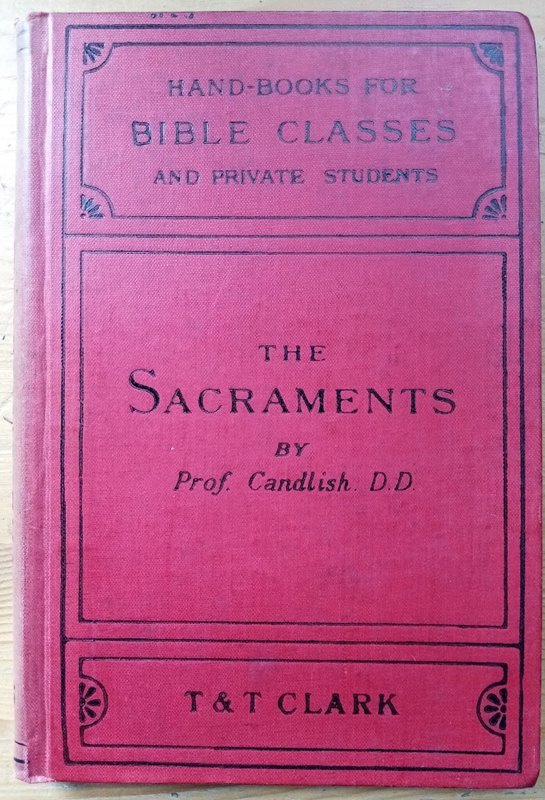 HAND-BOOKS FOR
BIBLE CLASSES
AND PRIVATE STUDENTS
THE
SACRAMENTS
BY
Prof. Candlish. D.D.
T & T CLARK